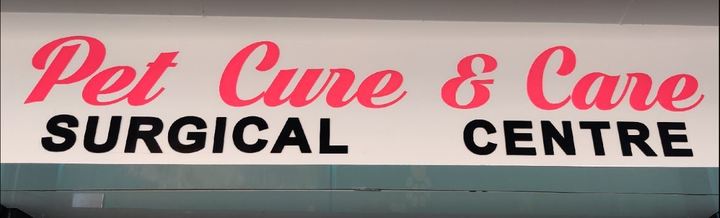 Pet Cure & Care
SURGICAL CENTRE